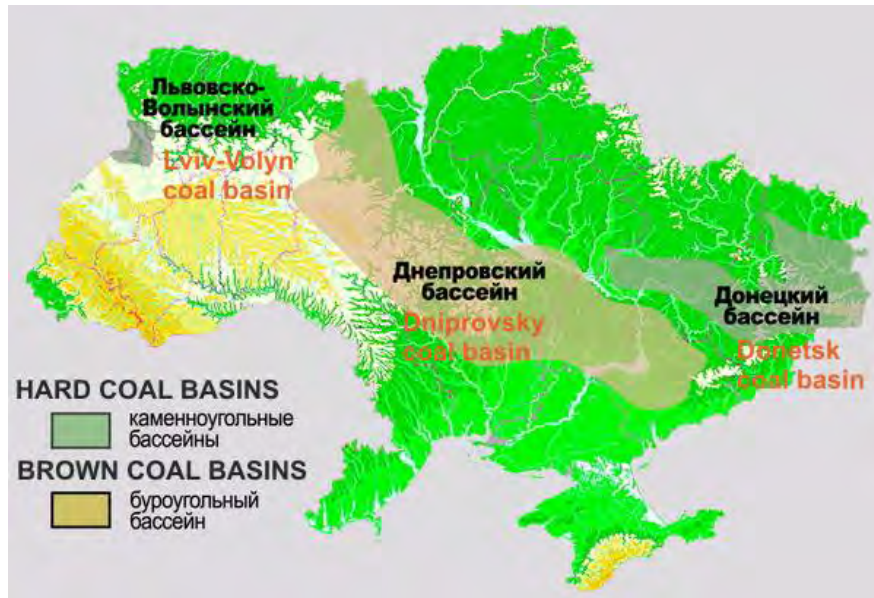 Львовско-
Волынский
бассейн
Lviv-Volyn
coal basin
Днепровский
бассейн
Dniprovsky
coal basin
Донецкий
бассейн
Donetsk
coal basin
HARD COAL BASINS
каменноугольные
бассейны
BROWN COAL BASINS
буроугольный
бассейн